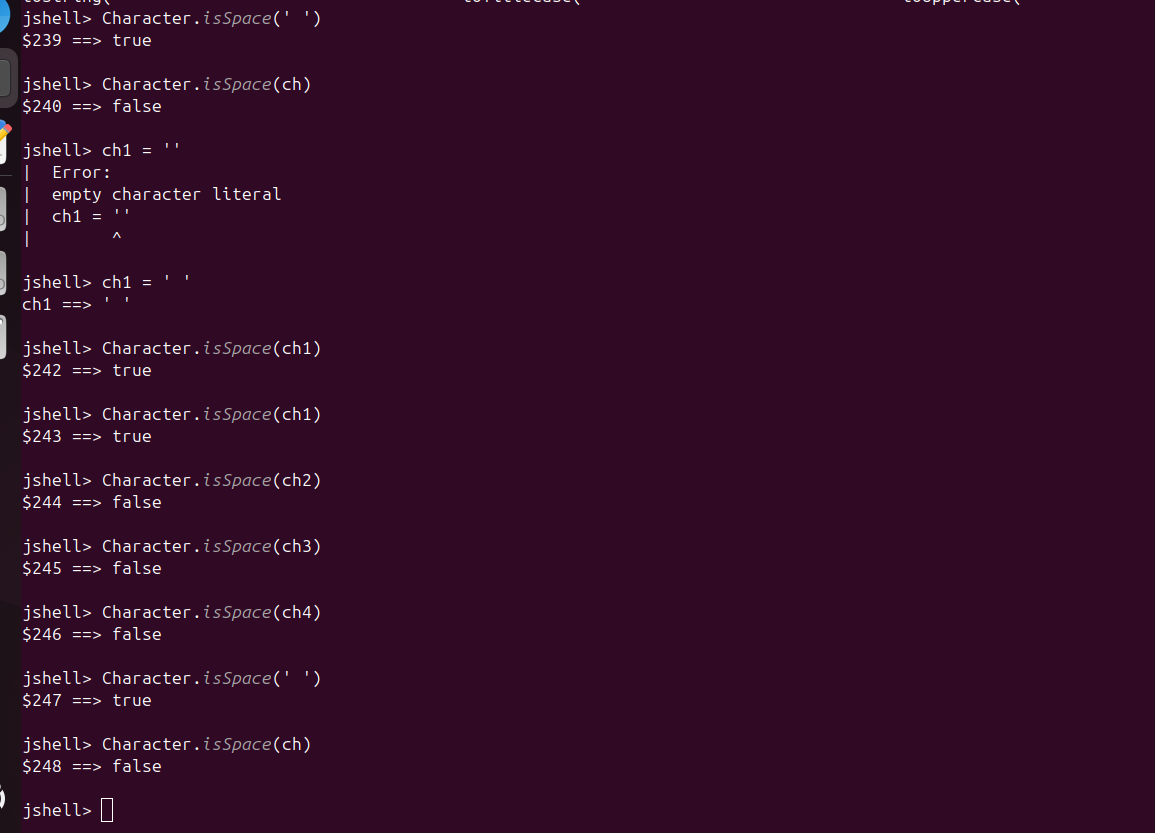 jshell> Character.isSpace(' ')
$239 ==> true
jshell> Character.isSpace(ch)
$240 ==> false
jshell> ch1 = ''
|  Error:
|  empty character literal
|  ch1 = ''
|        ^
jshell> ch1 = ' '
ch1 ==> ' '
jshell> Character.isSpace(ch1)
$242 ==> true
jshell> Character.isSpace(ch1)
$243 ==> true
jshell> Character.isSpace(ch2)
$244 ==> false
jshell> Character.isSpace(ch3)
$245 ==> false
jshell> Character.isSpace(ch4)
$246 ==> false
jshell> Character.isSpace(' ')
$247 ==> true
jshell> Character.isSpace(ch)
$248 ==> false
jshell>